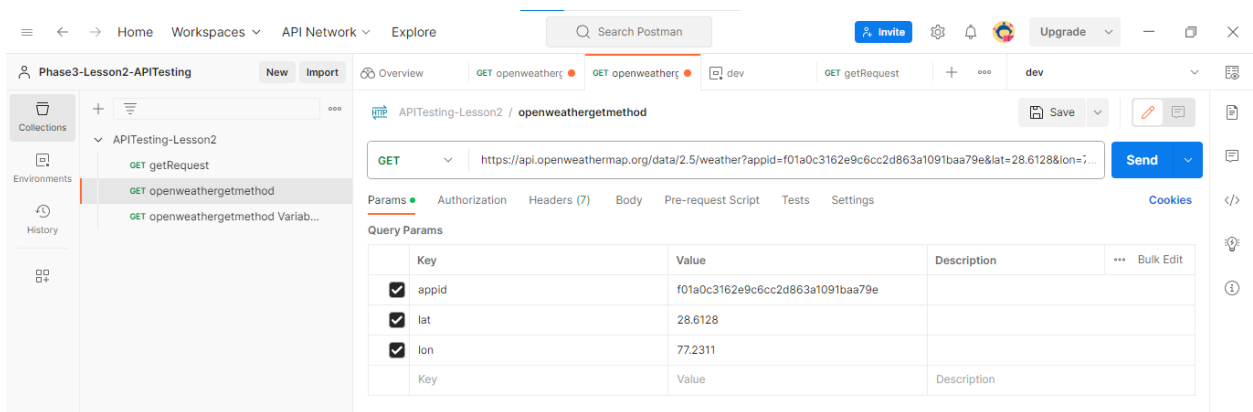 Home Workspaces API Network Explore Search Postman Invite Upgrade
Phase3-Lesson2-APITesting New Import Overview GET openweatherg GET openweatherg dev GET getRequest dev
Collections
APITesting-Lesson2 / openweathergetmethod Save
APITesting-Lesson2
Environments
GET getRequest
GET https://api.openweathermap.org/data/2.5/weather?appid=f01a0c3162e9c6cc2d863a1091baa79e&lat=28.6128&lon=7... Send
GET openweathergetmethod
History
GET openweathergetmethod Variab...
Params Authorization Headers (7) Body Pre-request Script Tests Settings Cookies
Query Params
Key Value Description Bulk Edit
appid f01a0c3162e9c6cc2d863a1091baa79e
lat 28.6128
lon 77.2311
Key Value Description